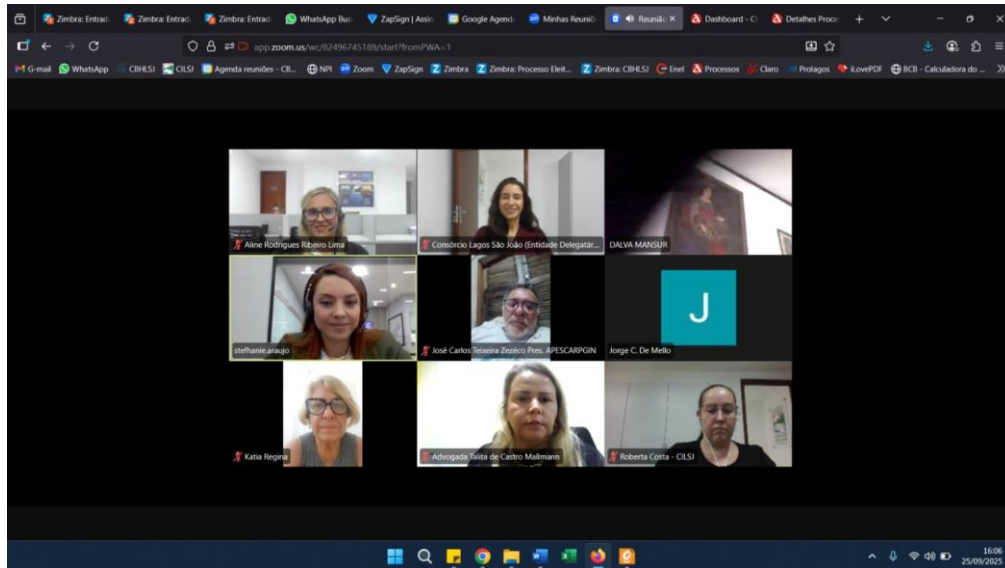 Zimbra: Entrad
Zimbra: Entrad
Zimbra: Entrad
WhatsApp Busi
ZapSign | Assin
Google Agend
Minhas Reuniõ
Reunião
Dashboard - C
Detalhes Proce
app.zoom.us/wc/82496745189/start?fromPWA=1
G-mail
WhatsApp
CBHLSJ
CILSJ
Agenda reuniões - CB...
NPI
Zoom
ZapSign
Zimbra
Zimbra: Processo Eleit...
Zimbra: CBHLSJ
Enel
Processos
Claro
Prolagos
iLovePDF
BCB - Calculadora do ...
Aline Rodrigues Ribeiro Lima
Consórcio Lagos São João (Entidade Delegatár...
DALVA MANSUR
stefhanie.araujo
José Carlos Teixeira Zezéco Pres. APESCARPGIN
J
Jorge C. De Mello
Katia Regina
Advogada Talita de Castro Mallmann
Roberta Costa - CILSJ
16:06
25/09/2025